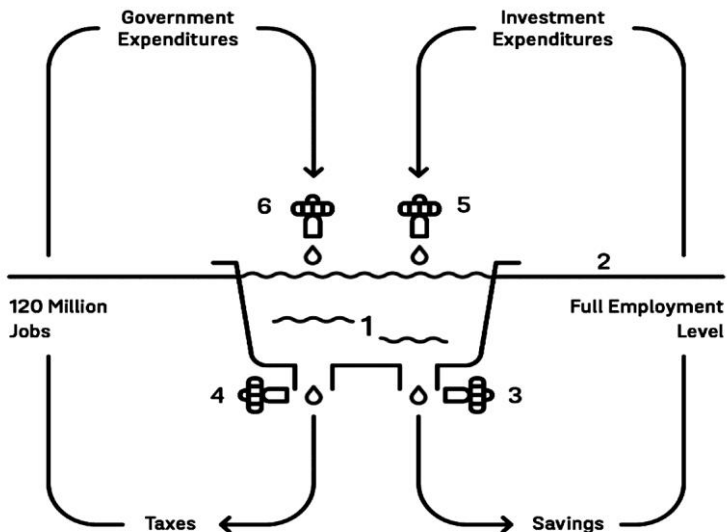 Government
Expenditures
Investment
Expenditures
6
5
2
120 Million
Jobs
1
Full Employment
Level
4
3
Taxes
Savings